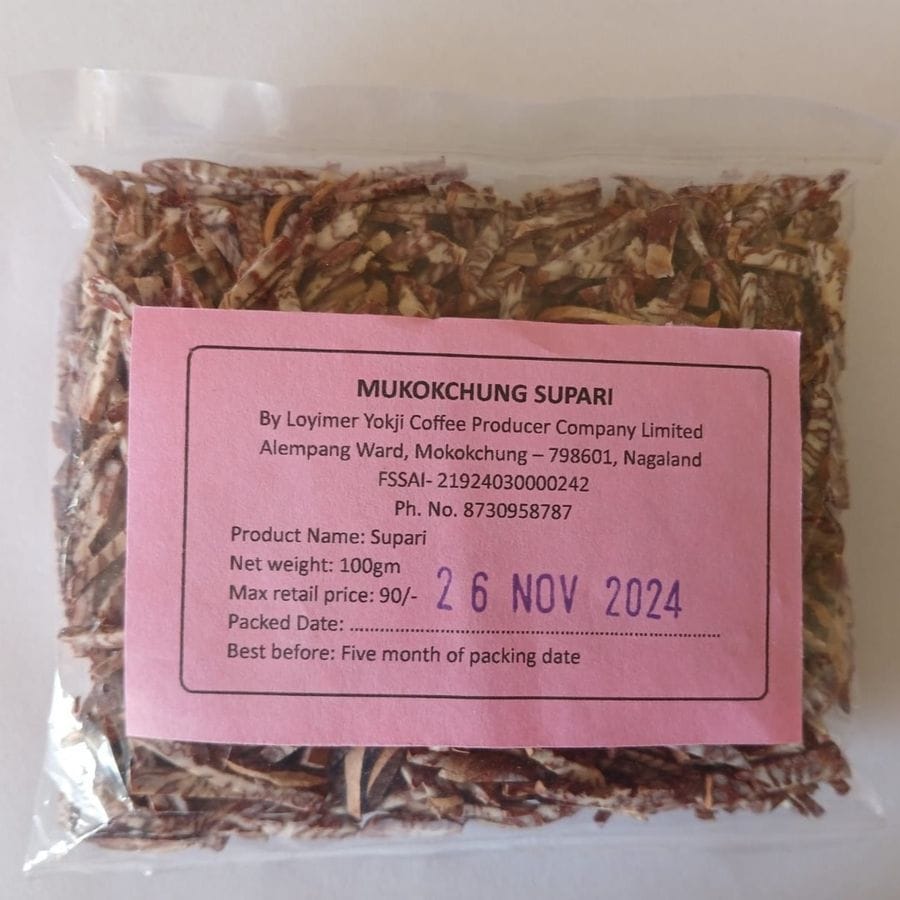 MUKOKCHUNG SUPARI
By Loyimer Yokji Coffee Producer Company Limited
Alempang Ward, Mokokchung – 798601, Nagaland
FSSAI- 21924030000242
Ph. No. 8730958787
Product Name: Supari
Net weight: 100gm
Max retail price: 90/-
Packed Date: 26 NOV 2024
Best before: Five month of packing date